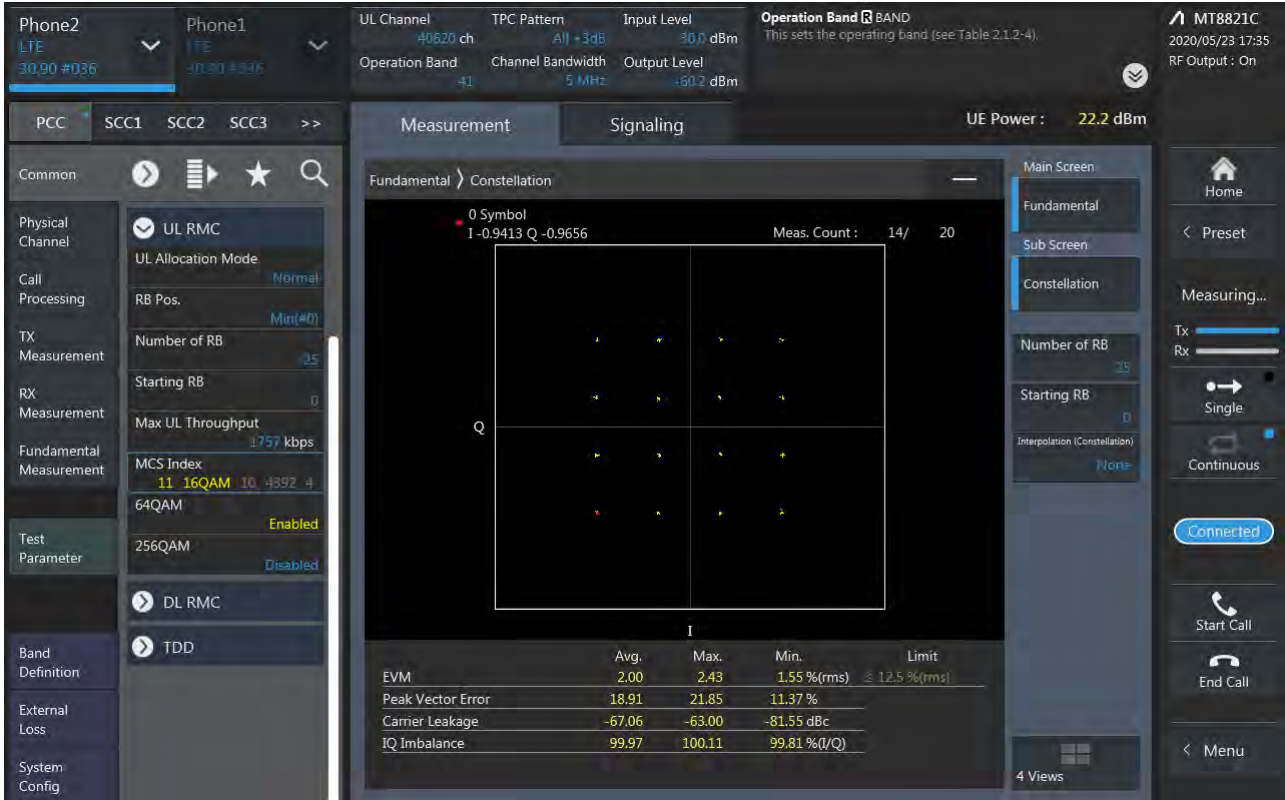 Phone2
LTE
30.90 #036
Phone1
LTE
30.90 #336
UL Channel
40620 ch
TPC Pattern
All +3dB
Input Level
30.0 dBm
Operation Band
41
Channel Bandwidth
5 MHz
Output Level
-60.2 dBm
Operation Band R BAND
This sets the operating band (see Table 2.1.2-4).
MT8821C
2020/05/23 17:35
RF Output : On
PCC SCC1 SCC2 SCC3 >>
Measurement
Signaling
UE Power : 22.2 dBm
Common
Physical
Channel
Call
Processing
TX
Measurement
RX
Measurement
Fundamental
Measurement
Test
Parameter
Band
Definition
External
Loss
System
Config
UL RMC
UL Allocation Mode
Normal
RB Pos.
Min(#0)
Number of RB
25
Starting RB
0
Max UL Throughput
1757 kbps
MCS Index
11 16QAM 10 4392 4
64QAM
Enabled
256QAM
Disabled
DL RMC
TDD
Fundamental 〉 Constellation
0 Symbol
I -0.9413 Q -0.9656
Meas. Count : 14/ 20
Q
I
Avg. Max. Min. Limit
EVM 2.00 2.43 1.55 %(rms) ≤ 12.5 %(rms)
Peak Vector Error 18.91 21.85 11.37 %
Carrier Leakage -67.06 -63.00 -81.55 dBc
IQ Imbalance 99.97 100.11 99.81 %(I/Q)
Main Screen
Fundamental
Sub Screen
Constellation
Number of RB
25
Starting RB
0
Interpolation (Constellation)
None
4 Views
Home
< Preset
Measuring...
Tx
Rx
Single
Continuous
Connected
Start Call
End Call
< Menu